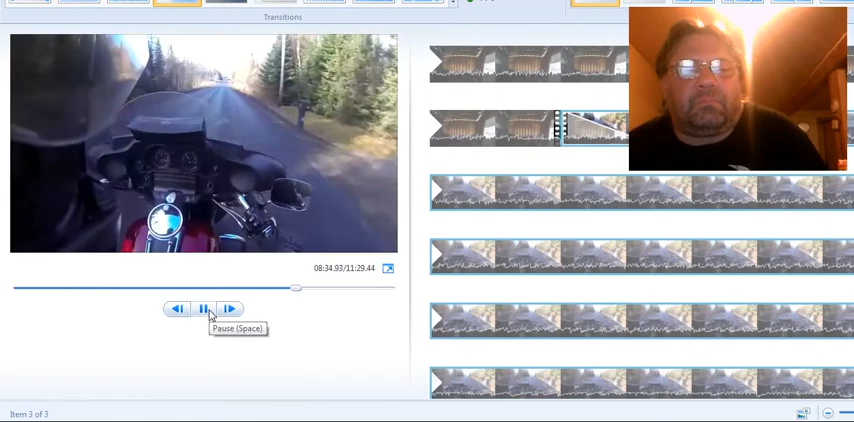 Transitions
08:34.93/11:29.44
Pause (Space)
Item 3 of 3